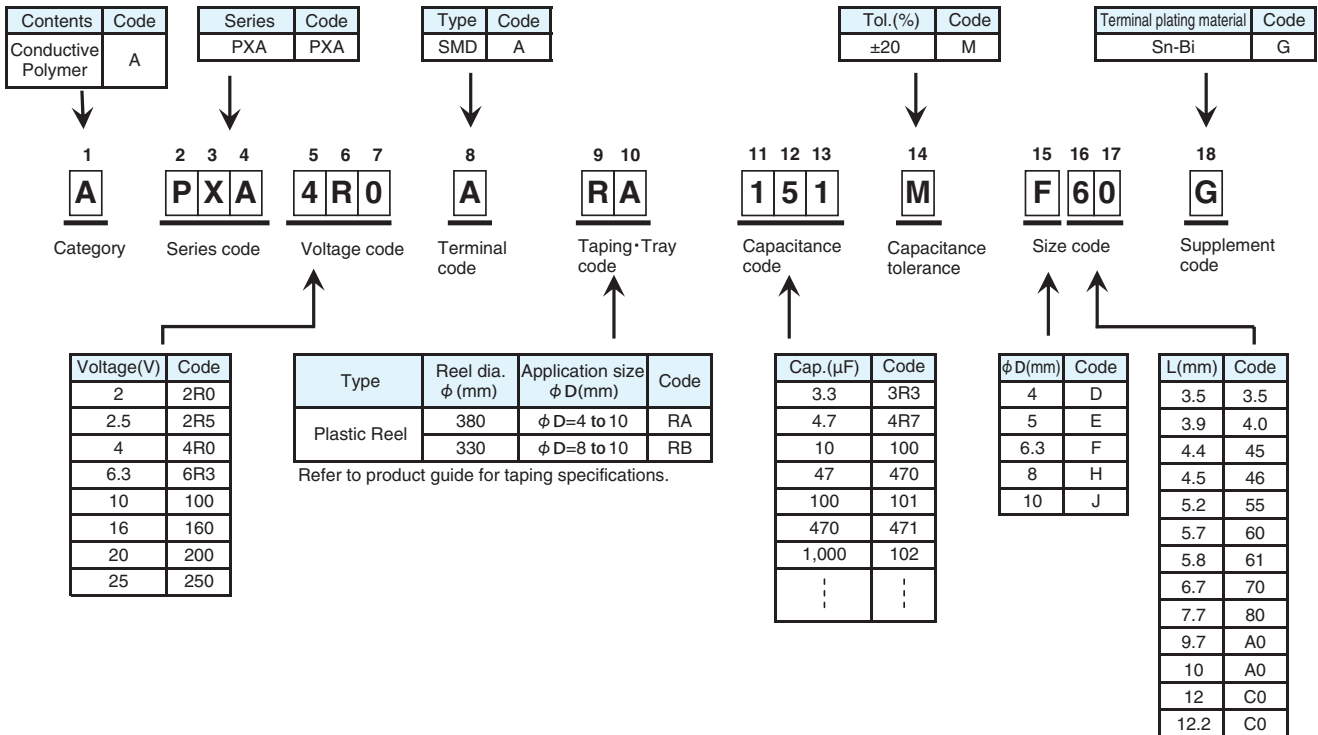 Contents Code
Conductive Polymer A
Series Code
PXA PXA
Type Code
SMD A
Tol.(%) Code
±20 M
Terminal plating material Code
Sn-Bi G
1 2 3 4 5 6 7 8 9 10 11 12 13 14 15 16 17 18
A P X A 4 R 0 A R A 1 5 1 M F 6 0 G
Category
Series code
Voltage code
Terminal
code
Taping・Tray
code
Capacitance
code
Capacitance
tolerance
Size code
Supplement
code
Voltage(V) Code
2 2R0
2.5 2R5
4 4R0
6.3 6R3
10 100
16 160
20 200
25 250
Type Reel dia. φ (mm) Application size φ D(mm) Code
Plastic Reel 380 φ D=4 to 10 RA
330 φ D=8 to 10 RB
Refer to product guide for taping specifications.
Cap.(μF) Code
3.3 3R3
4.7 4R7
10 100
47 470
100 101
470 471
1,000 102
φ D(mm) Code
4 D
5 E
6.3 F
8 H
10 J
L(mm) Code
3.5 3.5
3.9 4.0
4.4 45
4.5 46
5.2 55
5.7 60
5.8 61
6.7 70
7.7 80
9.7 A0
10 A0
12 C0
12.2 C0